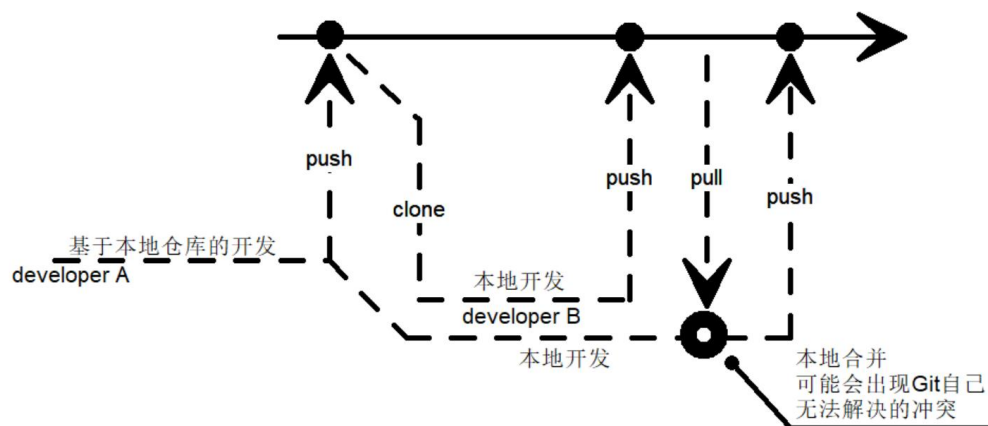 push
clone
push
pull
push
基于本地仓库的开发
developer A
本地开发
developer B
本地开发
本地合并
可能会出现Git自己
无法解决的冲突